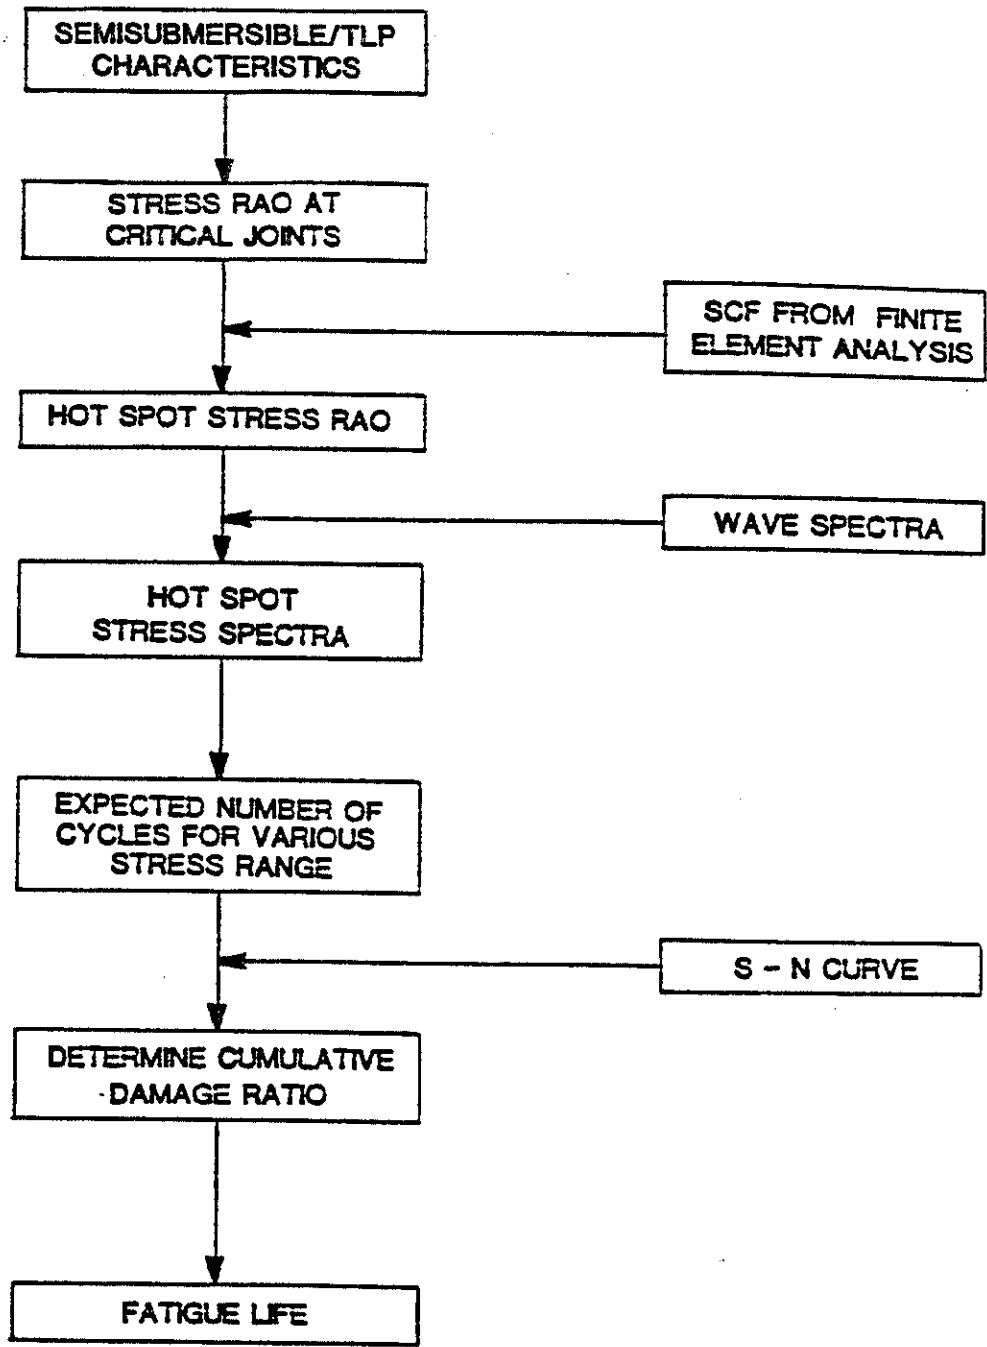 SEMISUBMERSIBLE/TLP
CHARACTERISTICS
STRESS RAO AT
CRITICAL JOINTS
SCF FROM FINITE
ELEMENT ANALYSIS
HOT SPOT STRESS RAO
WAVE SPECTRA
HOT SPOT
STRESS SPECTRA
EXPECTED NUMBER OF
CYCLES FOR VARIOUS
STRESS RANGE
S - N CURVE
DETERMINE CUMULATIVE
DAMAGE RATIO
FATIGUE LIFE